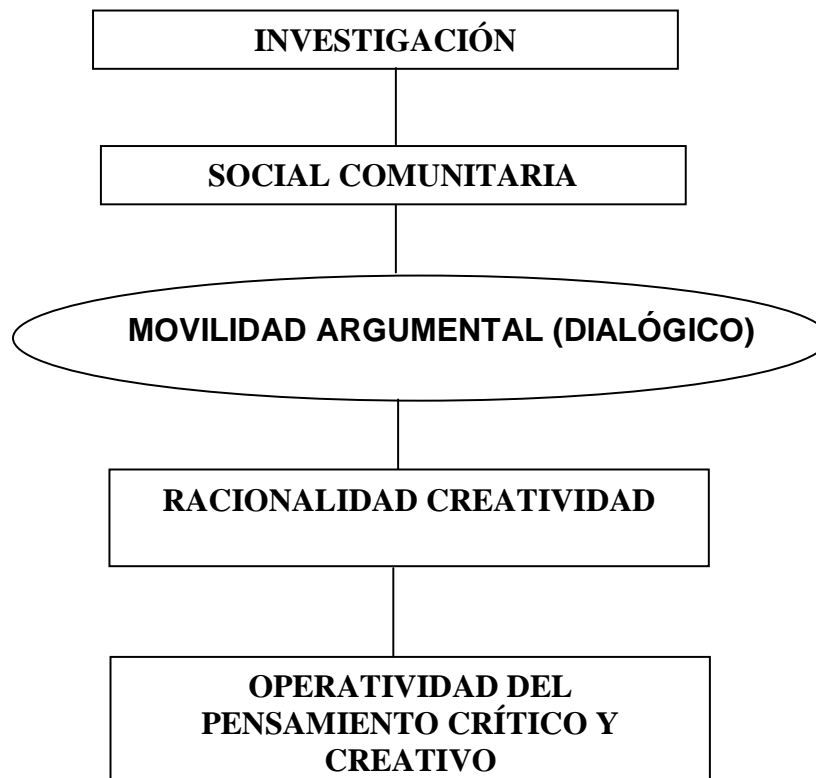 INVESTIGACIÓN
SOCIAL COMUNITARIA
MOVILIDAD ARGUMENTAL (DIALÓGICO)
RACIONALIDAD CREATIVIDAD
OPERATIVIDAD DEL
PENSAMIENTO CRÍTICO Y
CREATIVO